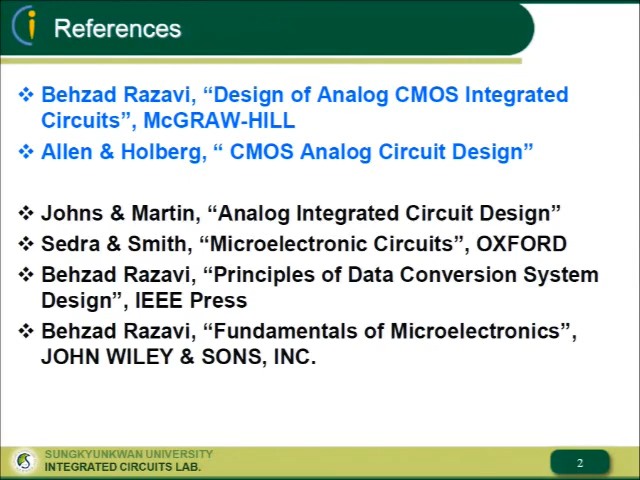 References
❖ Behzad Razavi, “Design of Analog CMOS Integrated
Circuits”, McGRAW-HILL
❖ Allen & Holberg, “ CMOS Analog Circuit Design”
❖ Johns & Martin, “Analog Integrated Circuit Design”
❖ Sedra & Smith, “Microelectronic Circuits”, OXFORD
❖ Behzad Razavi, “Principles of Data Conversion System
Design”, IEEE Press
❖ Behzad Razavi, “Fundamentals of Microelectronics”,
JOHN WILEY & SONS, INC.
SUNGKYUNKWAN UNIVERSITY
INTEGRATED CIRCUITS LAB.
2